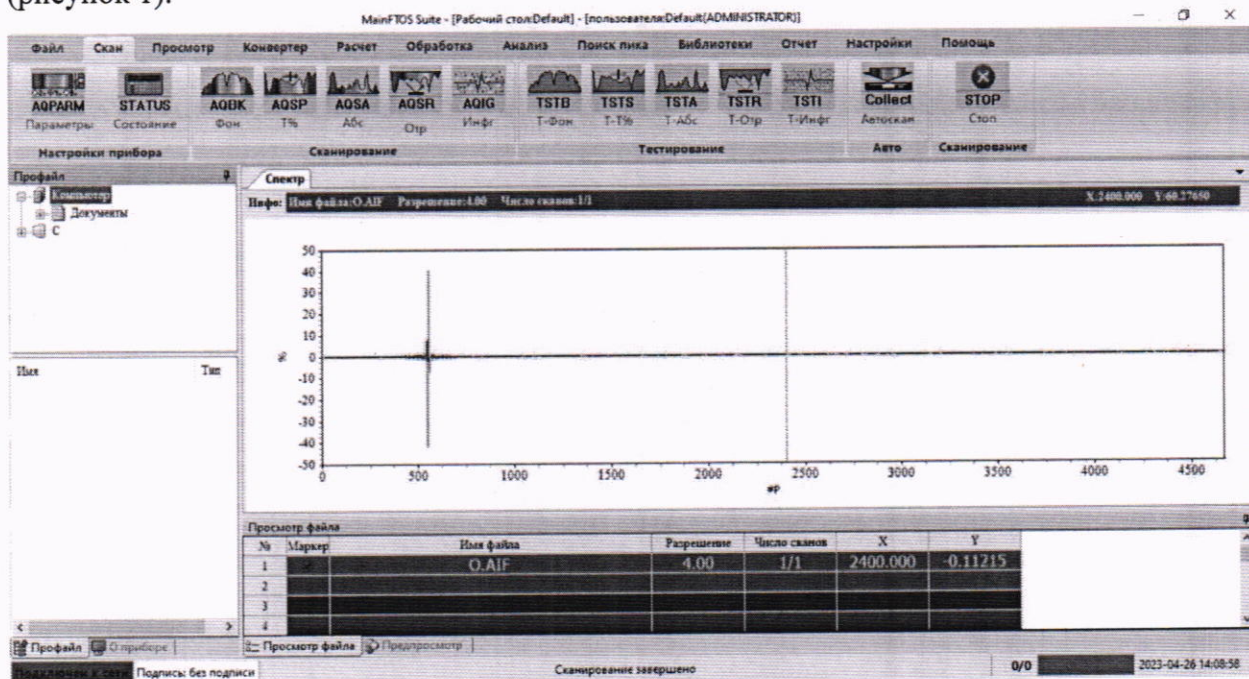 (рисунок 1).
MainFTOS Suite - [Рабочий стол:Default] - [пользователя:Default(ADMINISTRATOR)]
Файл Скан Просмотр Конвертер Расчет Обработка Анализ Поиск пика Библиотеки Отчет Настройки Помощь
AQPARM STATUS AQBK AQSP AQSA AQSR AQIG TSTB TSTS TSTA TSTR TSTI Collect STOP
Параметры Состояние Фон Т% Абс Отр Инфг Т-Фон Т-Т% Т-Абс Т-Отр Т-Инфг Автоскан Стоп
Настройки прибора Сканирование Тестирование Авто Сканирование
Профайл
Спектр
Компьютер
Документы
C
Инфо: Имя файла:O.AIF Разрешение:4.00 Число сканов:1/1 X:2400.000 Y:60.27650
50
40
30
20
10
0
-10
-20
-30
-40
-50
%
0 500 1000 1500 2000 2500 3000 3500 4000 4500
#P
Имя Тип
Просмотр файла
№ Маркер Имя файла Разрешение Число сканов X Y
1 O.AIF 4.00 1/1 2400.000 -0.11215
2
3
4
Профайл О приборе Просмотр файла Предпросмотр
Подключен к сети Подпись: без подписи Сканирование завершено 0/0 2023-04-26 14:08:58